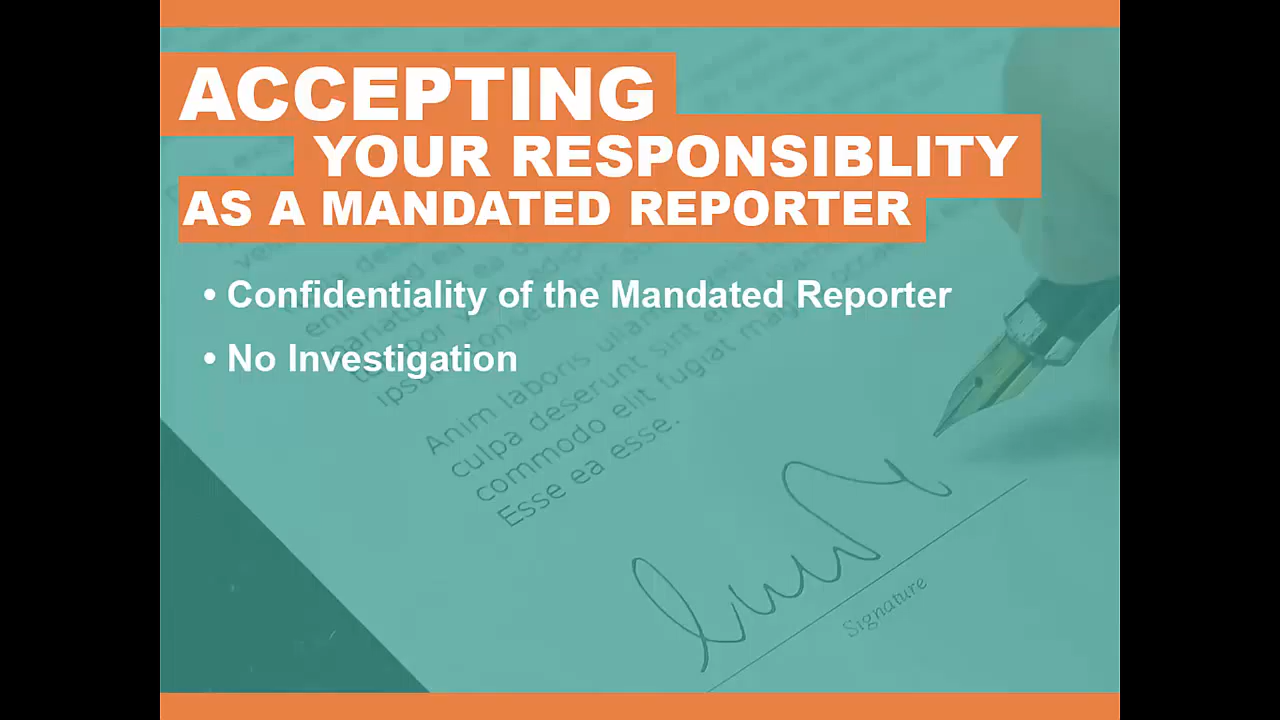 ACCEPTING
YOUR RESPONSIBLITY
AS A MANDATED REPORTER
• Confidentiality of the Mandated Reporter
• No Investigation
Anim laboris ullam
culpa deserunt sint
commodo elit fugiat
Esse ea esse.
Signature